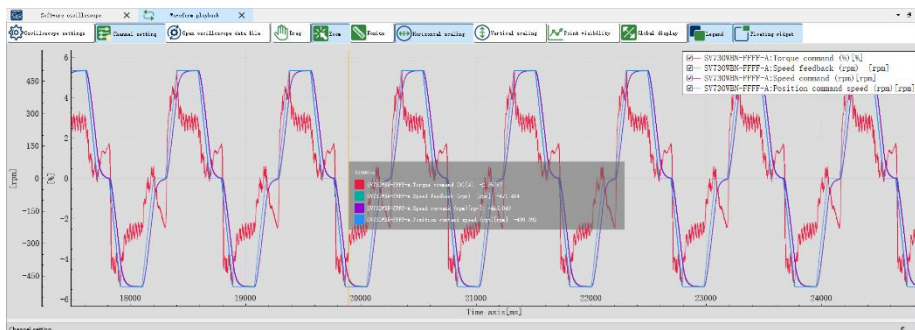 Software oscilloscope X Waveform playback X
Oscilloscope settings Channel setting Open oscilloscope data file Drag Zoom Horizontal scaling Vertical scaling Point visibility Global display Legend Floating widget
SV730WBN-FFFF-A:Torque command (%)[%]
SV730WBN-FFFF-A:Speed feedback (rpm) [rpm]
SV730WBN-FFFF-A:Speed command (rpm)[rpm]
SV730WBN-FFFF-A:Position command speed (rpm)[rpm]
6
450
4
300
2
150
[rpm]
0
[%]
0
-150
-2
-300
-4
-450
-6
18000 19000 20000 21000 22000 23000 24000
Time axis[ms]
Channel setting